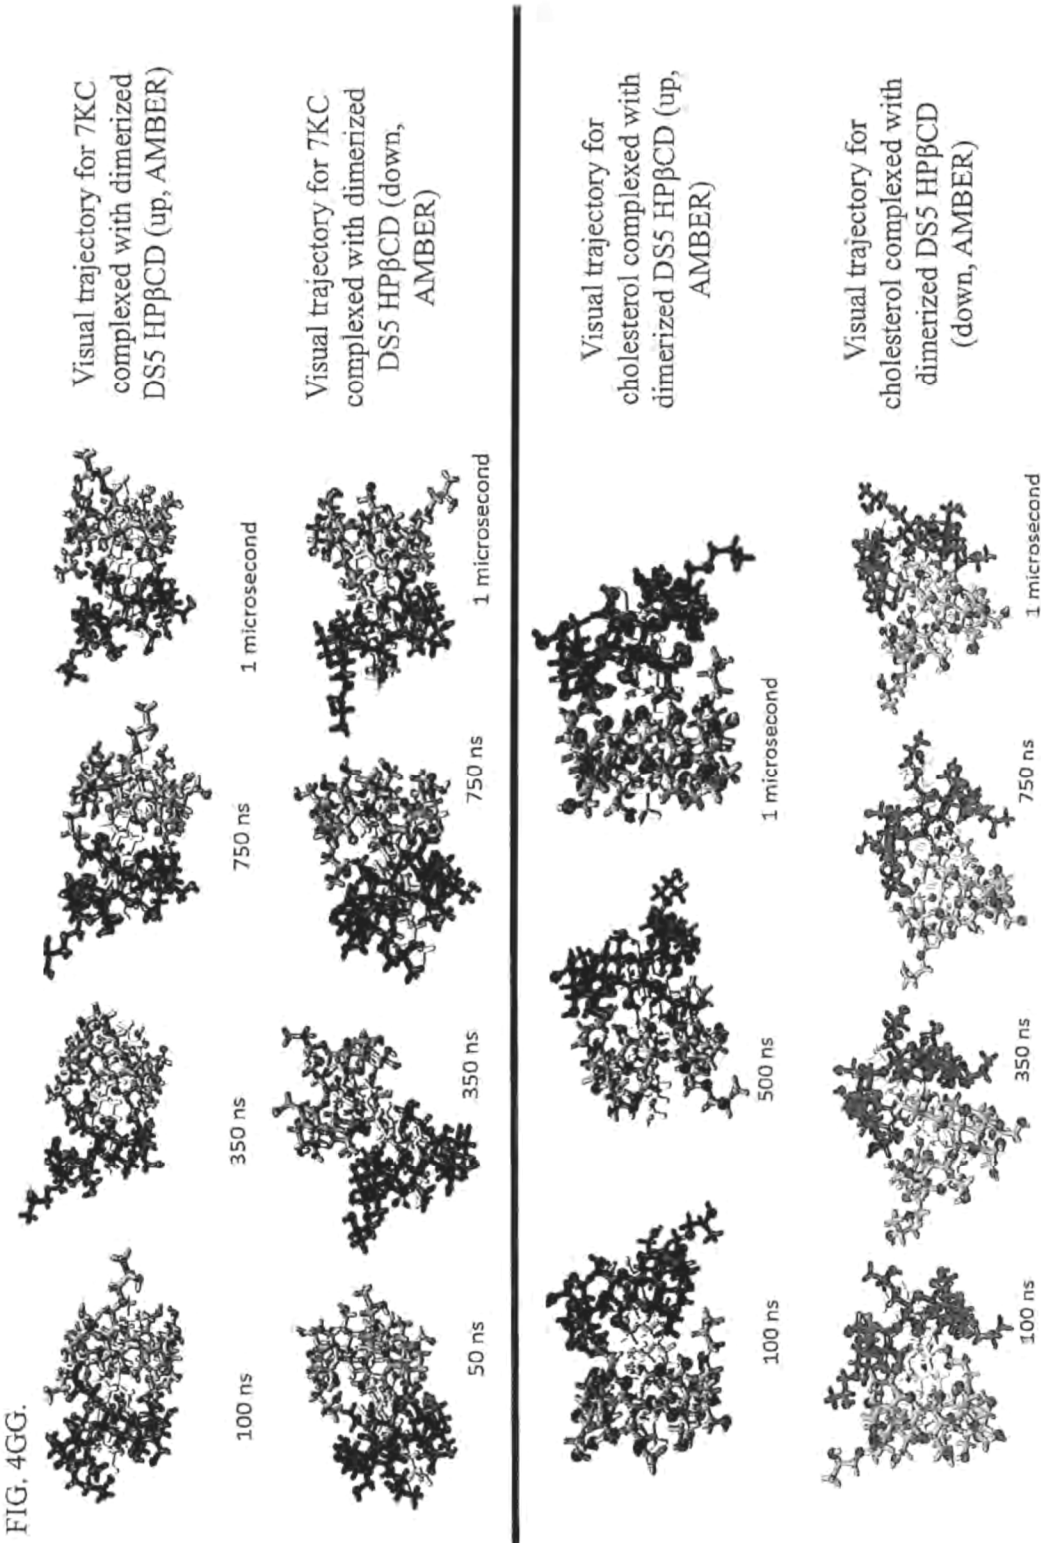 FIG. 4GG.
100 ns
350 ns
750 ns
1 microsecond
Visual trajectory for 7KC
complexed with dimerized
DS5 HPβCD (up, AMBER)
50 ns
350 ns
750 ns
1 microsecond
Visual trajectory for 7KC
complexed with dimerized
DS5 HPβCD (down,
AMBER)
100 ns
500 ns
1 microsecond
Visual trajectory for
cholesterol complexed with
dimerized DS5 HPβCD (up,
AMBER)
100 ns
350 ns
750 ns
1 microsecond
Visual trajectory for
cholesterol complexed with
dimerized DS5 HPβCD
(down, AMBER)